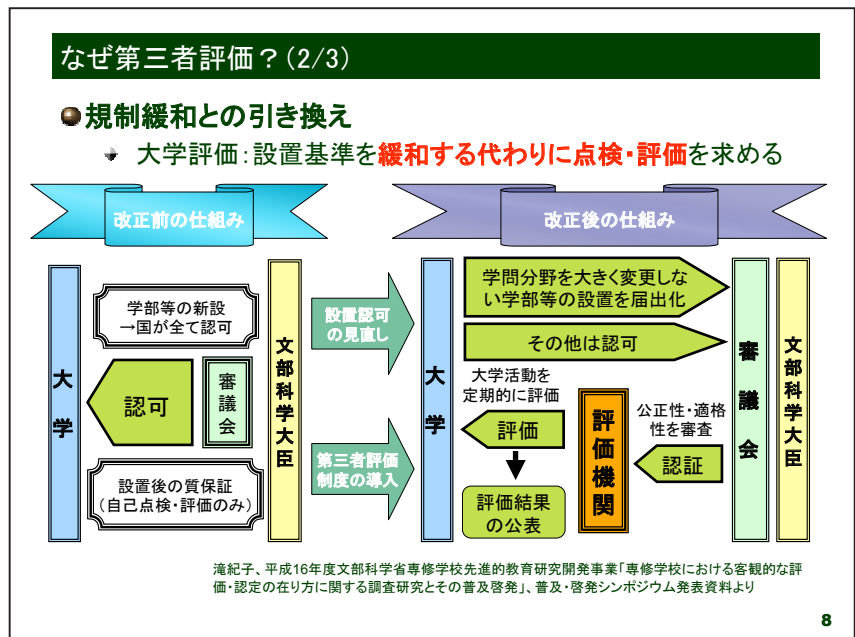 なぜ第三者評価？(2/3)
規制緩和との引き換え
大学評価：設置基準を緩和する代わりに点検・評価を求める
改正前の仕組み
改正後の仕組み
大学
学部等の新設
→国が全て認可
認可
審議会
設置後の質保証
（自己点検・評価のみ）
文部科学大臣
設置認可
の見直し
第三者評価
制度の導入
大学
学問分野を大きく変更しな
い学部等の設置を届出化
その他は認可
大学活動を
定期的に評価
評価
評価結果
の公表
評価機関
公正性・適格
性を審査
認証
審議会
文部科学大臣
滝紀子、平成16年度文部科学省専修学校先進的教育研究開発事業「専修学校における客観的な評
価・認定の在り方に関する調査研究とその普及啓発」、普及・啓発シンポジウム発表資料より
8